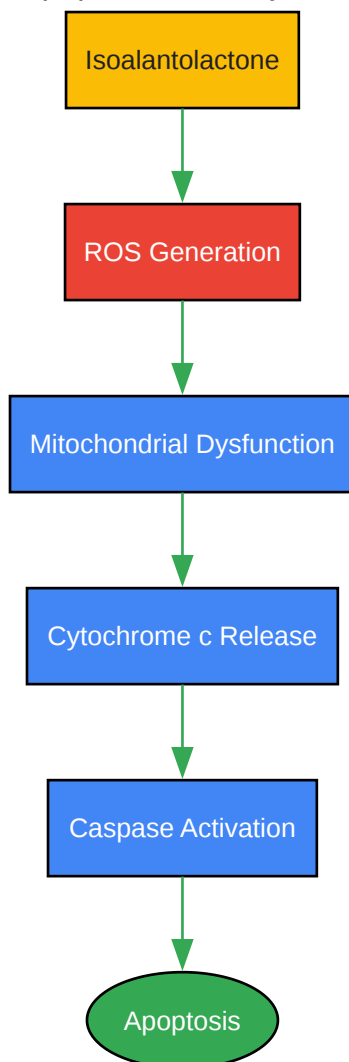 Isoalantolactone
ROS Generation
Mitochondrial Dysfunction
Cytochrome c Release
Caspase Activation
Apoptosis